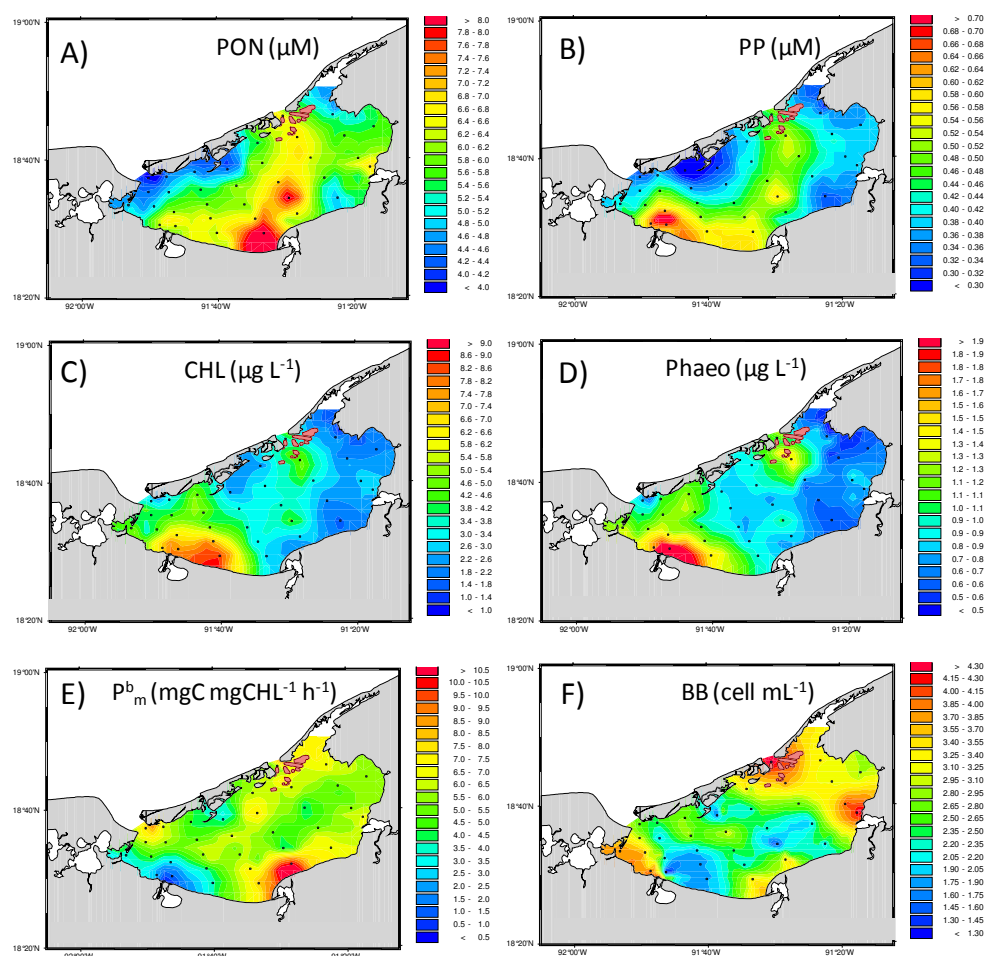 19°00'N
18°40'N
18°20'N
92°00'W
91°40'W
91°20'W
A)
PON (µM)
> 8.0
7.8 - 8.0
7.6 - 7.8
7.4 - 7.6
7.2 - 7.4
7.0 - 7.2
6.6 - 6.8
6.4 - 6.6
6.2 - 6.4
6.0 - 6.2
5.8 - 6.0
5.6 - 5.8
5.4 - 5.6
5.2 - 5.4
5.0 - 5.2
4.8 - 5.0
4.6 - 4.8
4.4 - 4.6
4.2 - 4.4
4.0 - 4.2
< 4.0
19°00'N
18°40'N
18°20'N
92°00'W
91°40'W
91°20'W
B)
PP (µM)
> 0.70
0.68 - 0.70
0.66 - 0.68
0.64 - 0.66
0.62 - 0.64
0.60 - 0.62
0.58 - 0.60
0.56 - 0.58
0.54 - 0.56
0.52 - 0.54
0.50 - 0.52
0.48 - 0.50
0.46 - 0.48
0.44 - 0.46
0.42 - 0.44
0.40 - 0.42
0.38 - 0.40
0.36 - 0.38
0.34 - 0.36
0.32 - 0.34
0.30 - 0.32
< 0.30
19°00'N
18°40'N
18°20'N
92°00'W
91°40'W
91°20'W
C)
CHL (µg L⁻¹)
> 9.0
8.6 - 9.0
8.2 - 8.6
7.8 - 8.2
7.4 - 7.8
7.0 - 7.4
6.6 - 7.0
6.2 - 6.6
5.8 - 6.2
5.4 - 5.8
5.0 - 5.4
4.6 - 5.0
4.2 - 4.6
3.8 - 4.2
3.4 - 3.8
3.0 - 3.4
2.6 - 3.0
2.2 - 2.6
1.8 - 2.2
1.4 - 1.8
1.0 - 1.4
< 1.0
19°00'N
18°40'N
18°20'N
92°00'W
91°40'W
91°20'W
D)
Phaeo (µg L⁻¹)
> 1.9
1.8 - 1.9
1.8 - 1.8
1.7 - 1.8
1.6 - 1.7
1.6 - 1.6
1.5 - 1.6
1.4 - 1.5
1.4 - 1.4
1.3 - 1.4
1.2 - 1.3
1.1 - 1.2
1.1 - 1.1
1.0 - 1.1
0.9 - 1.0
0.9 - 0.9
0.8 - 0.9
0.7 - 0.8
0.6 - 0.7
0.6 - 0.6
0.5 - 0.6
< 0.5
19°00'N
18°40'N
18°20'N
E)
Pᵇₘ (mgC mgCHL⁻¹ h⁻¹)
> 10.5
10.0 - 10.5
9.5 - 10.0
9.0 - 9.5
8.5 - 9.0
8.0 - 8.5
7.5 - 8.0
7.0 - 7.5
6.5 - 7.0
6.0 - 6.5
5.5 - 6.0
5.0 - 5.5
4.5 - 5.0
4.0 - 4.5
3.5 - 4.0
3.0 - 3.5
2.5 - 3.0
2.0 - 2.5
1.5 - 2.0
1.0 - 1.5
0.5 - 1.0
< 0.5
19°00'N
18°40'N
18°20'N
92°00'W
91°40'W
91°20'W
F)
BB (cell mL⁻¹)
> 4.30
4.15 - 4.30
4.00 - 4.15
3.85 - 4.00
3.70 - 3.85
3.55 - 3.70
3.40 - 3.55
3.25 - 3.40
3.10 - 3.25
2.95 - 3.10
2.80 - 2.95
2.65 - 2.80
2.50 - 2.65
2.35 - 2.50
2.20 - 2.35
2.05 - 2.20
1.90 - 2.05
1.75 - 1.90
1.60 - 1.75
1.45 - 1.60
1.30 - 1.45
< 1.30